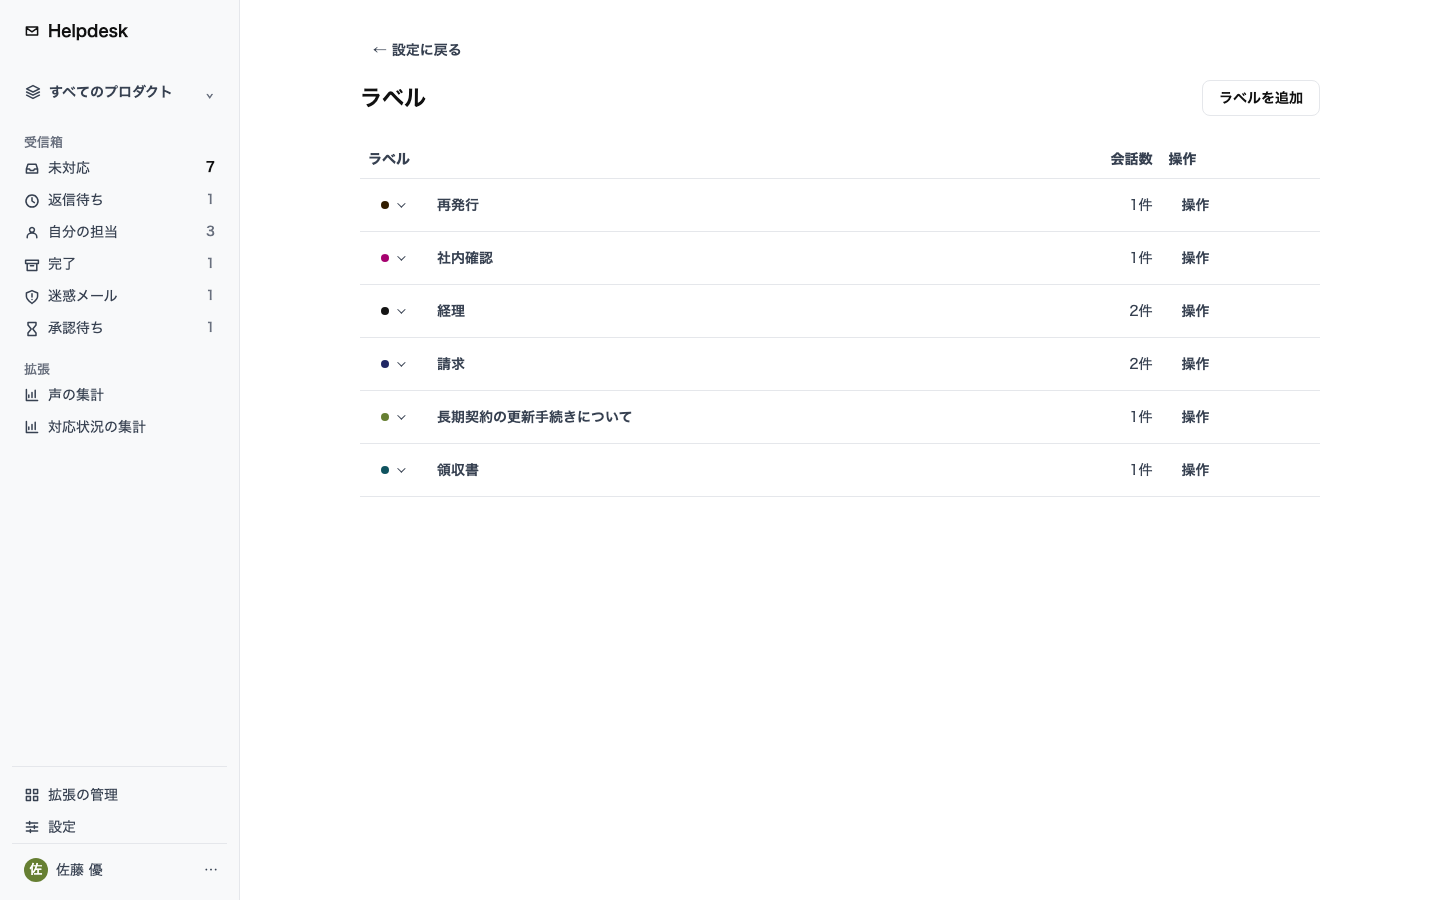 Helpdesk
すべてのプロダクト
受信箱
未対応 7
返信待ち 1
自分の担当 3
完了 1
迷惑メール 1
承認待ち 1
拡張
声の集計
対応状況の集計
拡張の管理
設定
佐 佐藤 優 …
← 設定に戻る
ラベル
ラベルを追加
ラベル 会話数 操作
再発行 1件 操作
社内確認 1件 操作
経理 2件 操作
請求 2件 操作
長期契約の更新手続きについて 1件 操作
領収書 1件 操作